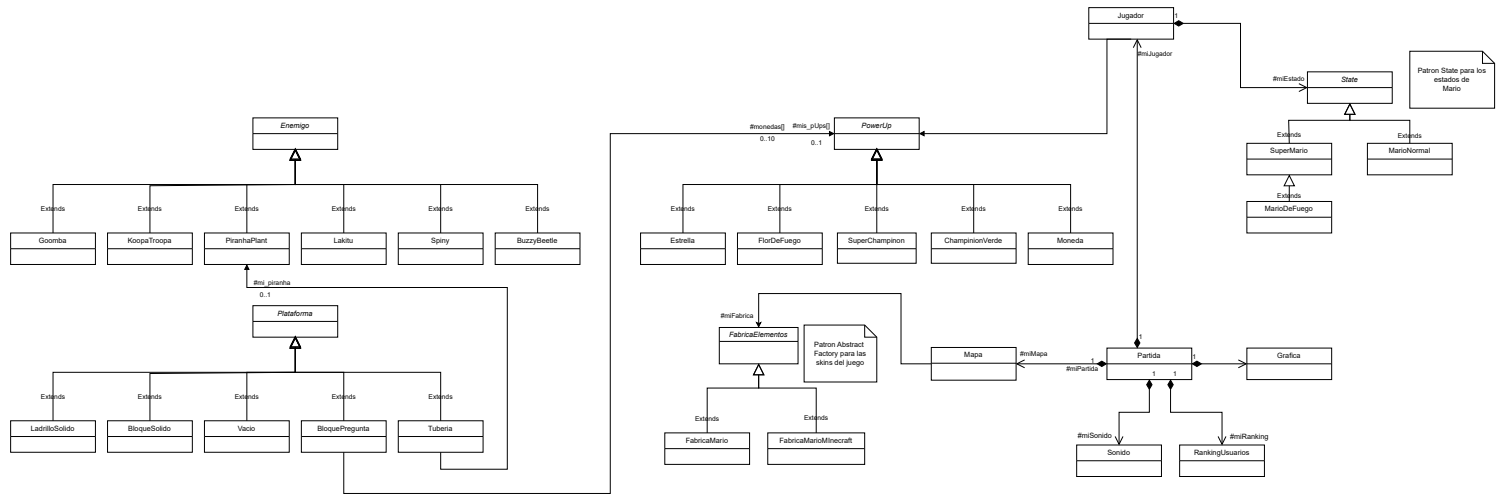 Jugador
1
#miJugador
#miEstado
State
Patron State para los
estados de
Mario
Extends
Extends
SuperMario
MarioNormal
Extends
MarioDeFuego
Enemigo
Extends
Extends
Extends
Extends
Extends
Extends
Goomba
KoopaTroopa
PiranhaPlant
Lakitu
Spiny
BuzzyBeetle
#mi_piranha
0..1
#monedas[]
0..10
#mis_pUps[]
0..1
PowerUp
Extends
Extends
Extends
Extends
Extends
Estrella
FlorDeFuego
SuperChampinon
ChampinionVerde
Moneda
Plataforma
Extends
Extends
Extends
Extends
Extends
LadrilloSolido
BloqueSolido
Vacio
BloquePregunta
Tuberia
#miFabrica
FabricaElementos
Patron Abstract
Factory para las
skins del juego
Extends
Extends
FabricaMario
FabricaMarioMInecraft
Mapa
#miMapa
1
#miPartida
1
Partida
1
Grafica
1
1
#miSonido
#miRanking
Sonido
RankingUsuarios